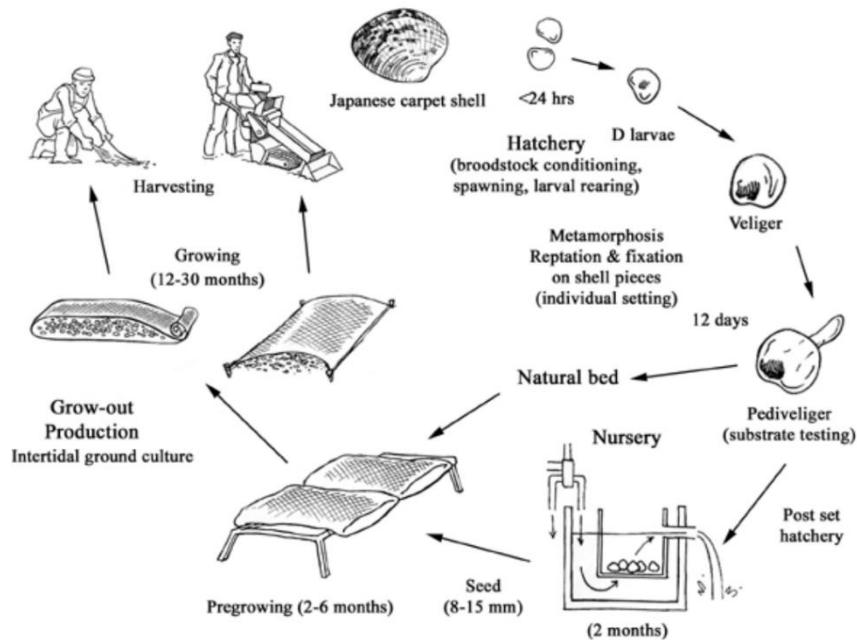 Japanese carpet shell
<24 hrs
D larvae
Hatchery
(broodstock conditioning,
spawning, larval rearing)
Veliger
Metamorphosis
Reptation & fixation
on shell pieces
(individual setting)
12 days
Pediveliger
(substrate testing)
Natural bed
Post set
hatchery
Nursery
(2 months)
Seed
(8-15 mm)
Pregrowing (2-6 months)
Grow-out
Production
Intertidal ground culture
Growing
(12-30 months)
Harvesting